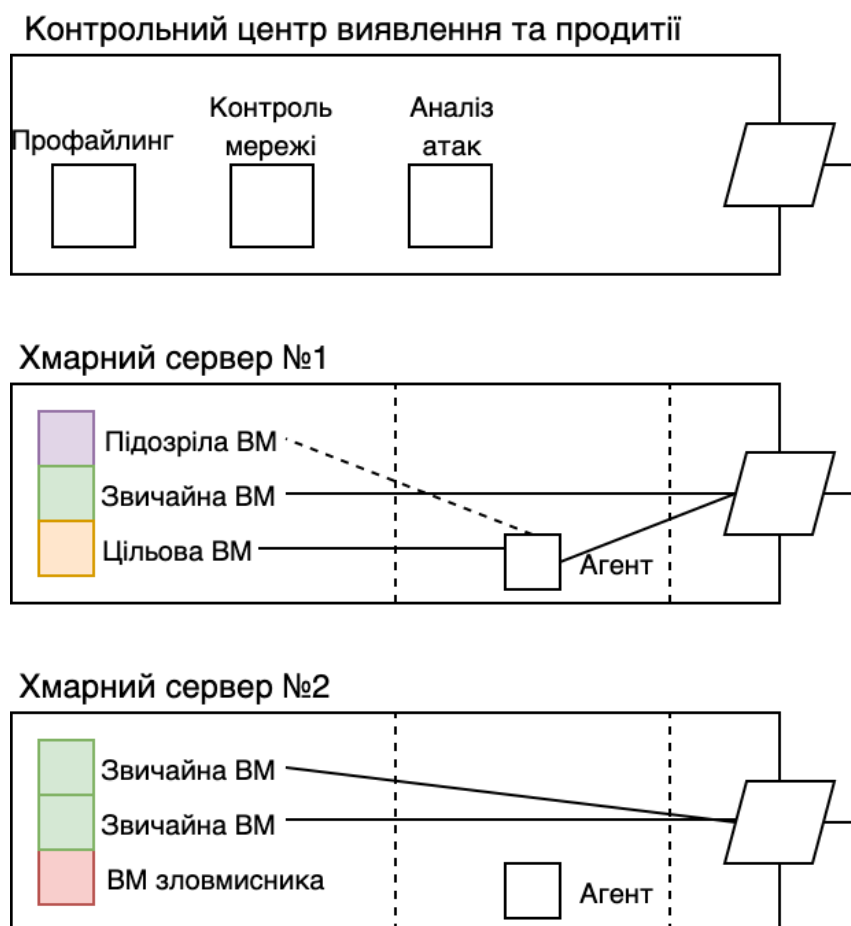 Контрольний центр виявлення та продитії
Контроль
мережі
Аналіз
атак
Профайлинг
Хмарний сервер №1
Підозріла ВМ
Звичайна ВМ
Цільова ВМ
Агент
Хмарний сервер №2
Звичайна ВМ
Звичайна ВМ
ВМ зловмисника
Агент